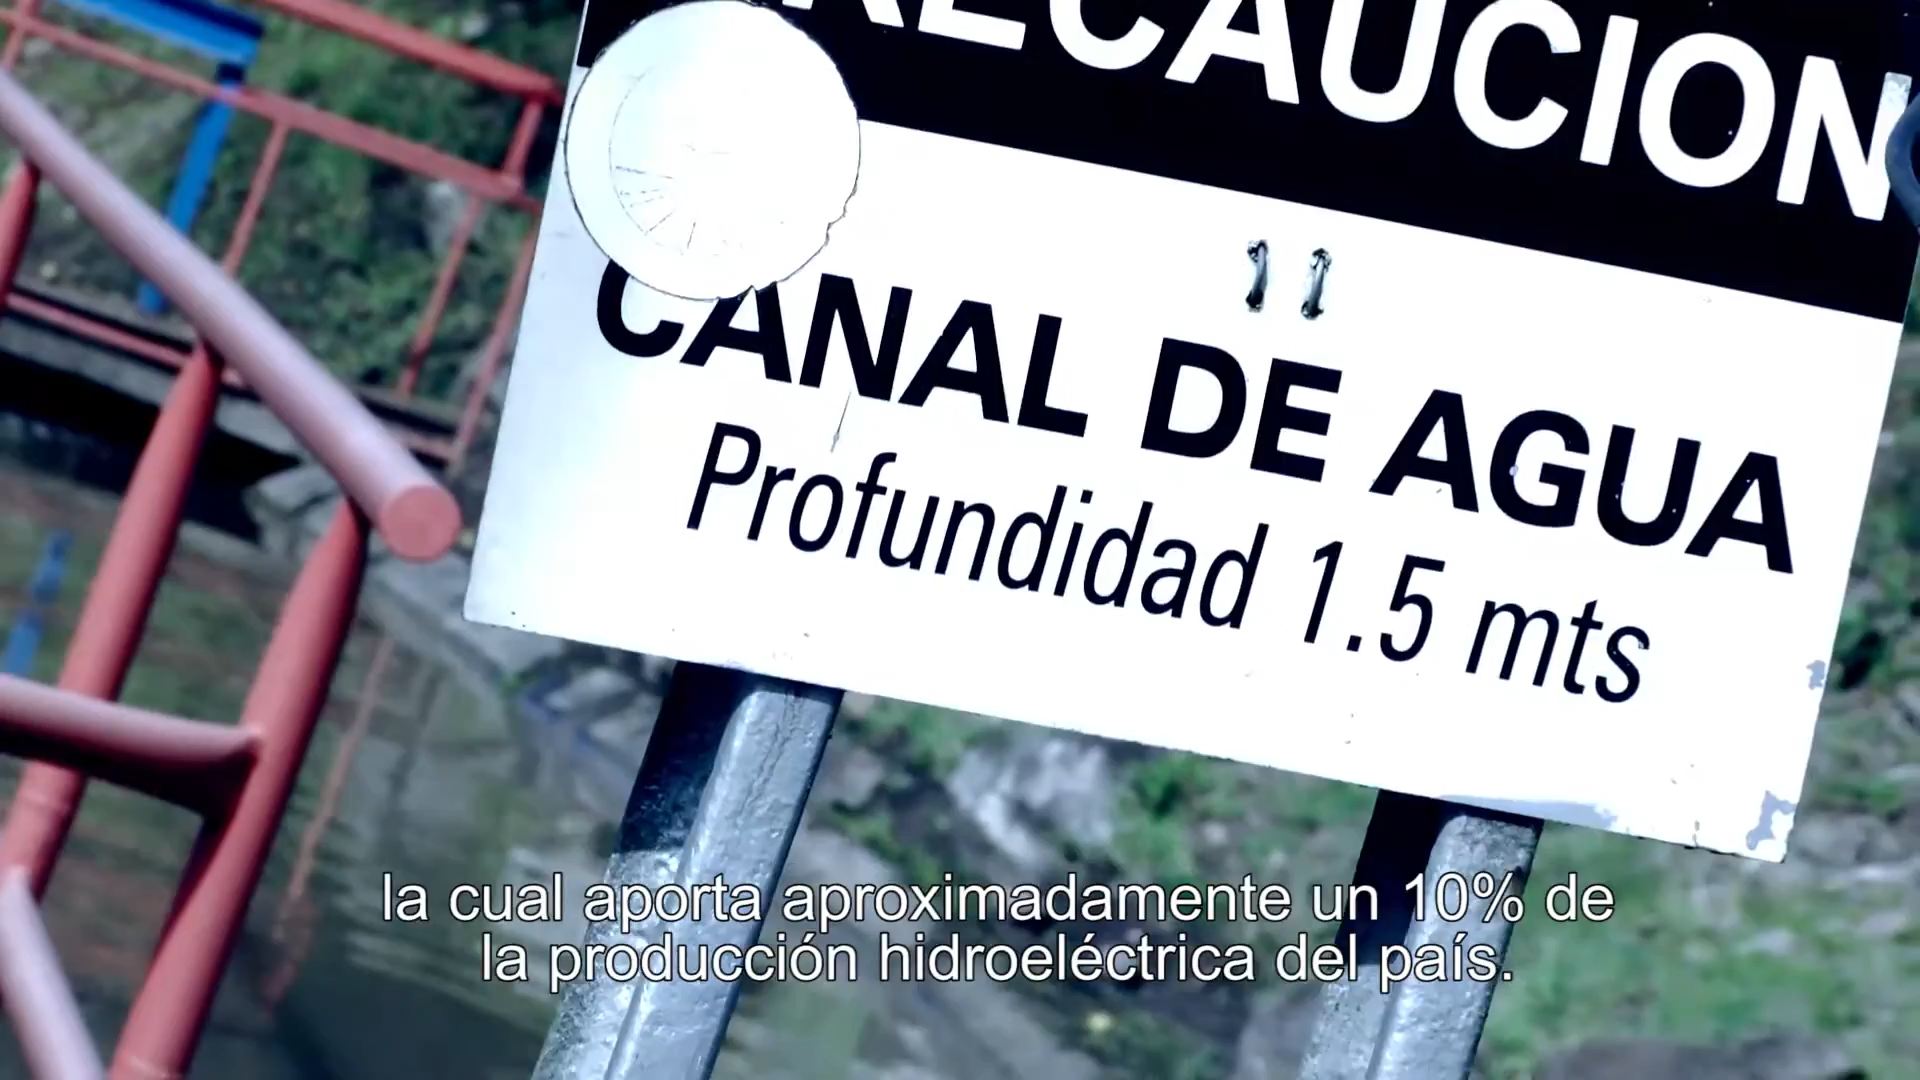 RECAUCION
CANAL DE AGUA
Profundidad 1.5 mts
la cual aporta aproximadamente un 10% de
la producción hidroeléctrica del país.